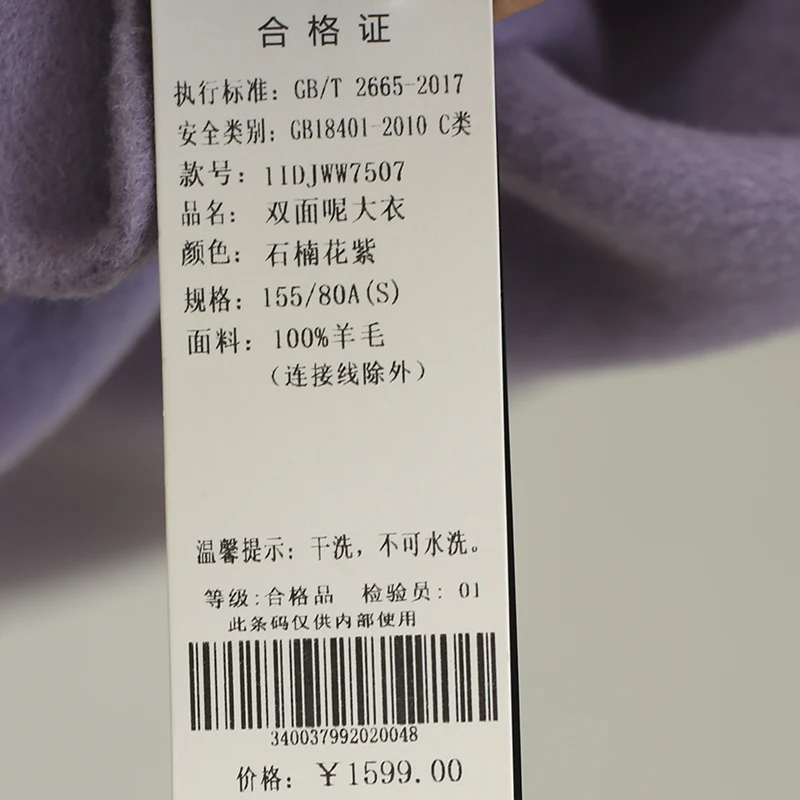 合格证
执行标准：GB/T 2665-2017
安全类别：GB18401-2010 C类
款号：11DJWW7507
品名：双面呢大衣
颜色：石楠花紫
规格：155/80A(S)
面料：100%羊毛
（连接线除外）
温馨提示：干洗，不可水洗。
等级:合格品 检验员：01
此条码仅供内部使用
340037992020048
价格：￥1599.00